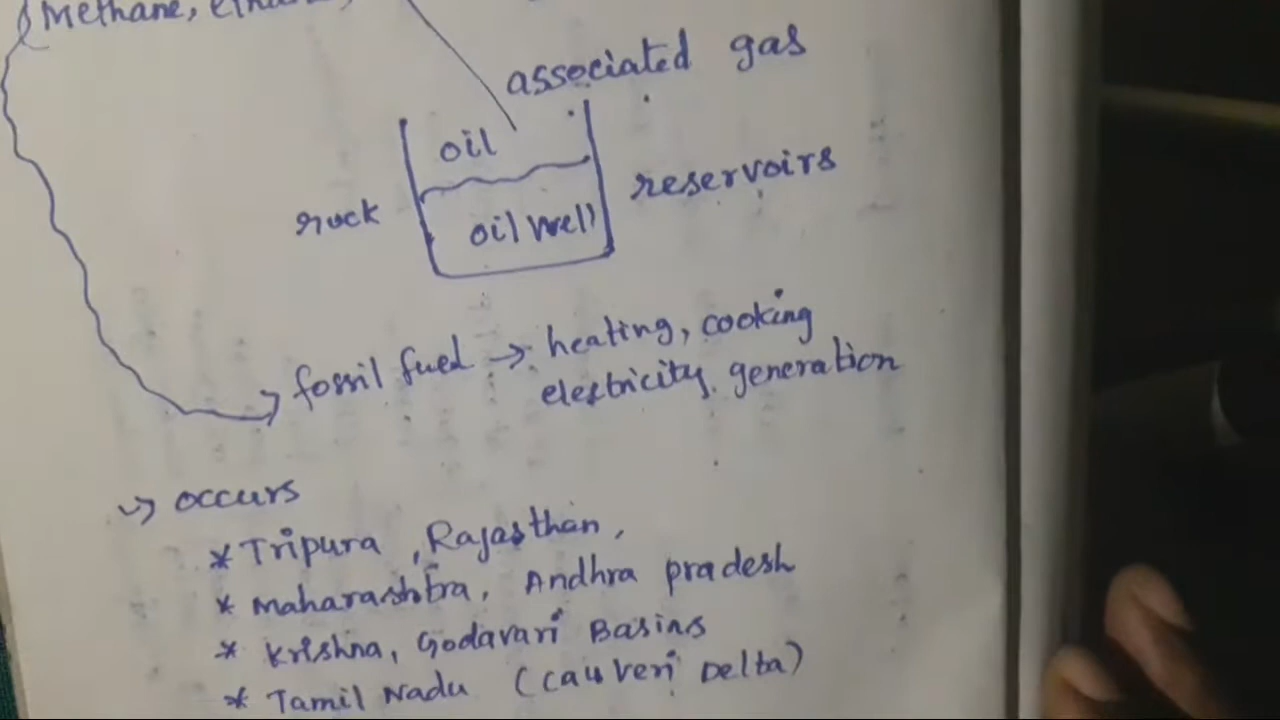 (Methane,
associated gas
oil
rock
oil well
reservoirs
fossil fuel → heating, cooking
electricity generation
↳ occurs
* Tripura, Rajasthan,
* Maharashtra, Andhra pradesh
* Krishna, Godavari Basins
* Tamil Nadu (Cauveri Delta)